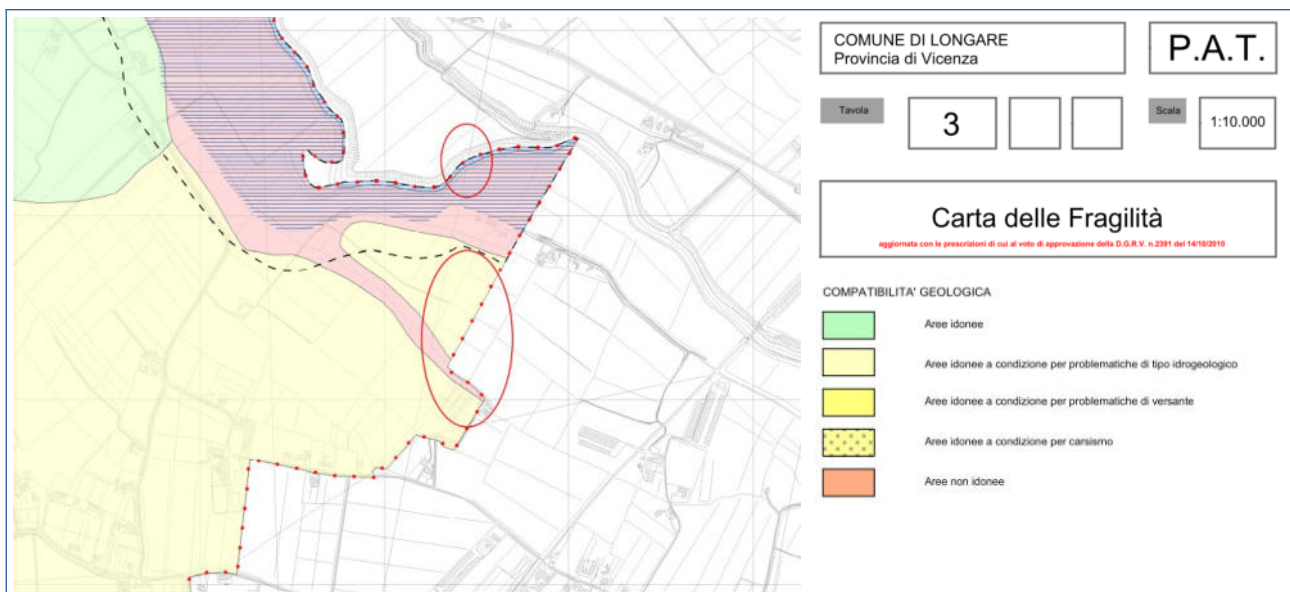 COMUNE DI LONGARE
Provincia di Vicenza
P.A.T.
Tavola
3
Scala
1:10.000
Carta delle Fragilità
aggiornata con le prescrizioni di cui al voto di approvazione della D.G.R.V. n.2391 del 14/10/2010
COMPATIBILITA' GEOLOGICA
Aree idonee
Aree idonee a condizione per problematiche di tipo idrogeologico
Aree idonee a condizione per problematiche di versante
Aree idonee a condizione per carsismo
Aree non idonee